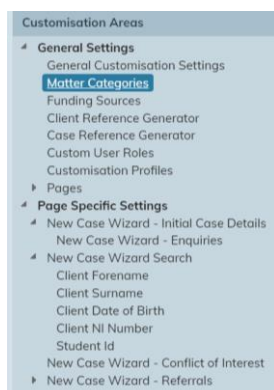 Customisation Areas
General Settings
General Customisation Settings
Matter Categories
Funding Sources
Client Reference Generator
Case Reference Generator
Custom User Roles
Customisation Profiles
Pages
Page Specific Settings
New Case Wizard - Initial Case Details
New Case Wizard - Enquiries
New Case Wizard Search
Client Forename
Client Surname
Client Date of Birth
Client NI Number
Student Id
New Case Wizard - Conflict of Interest
New Case Wizard - Referrals